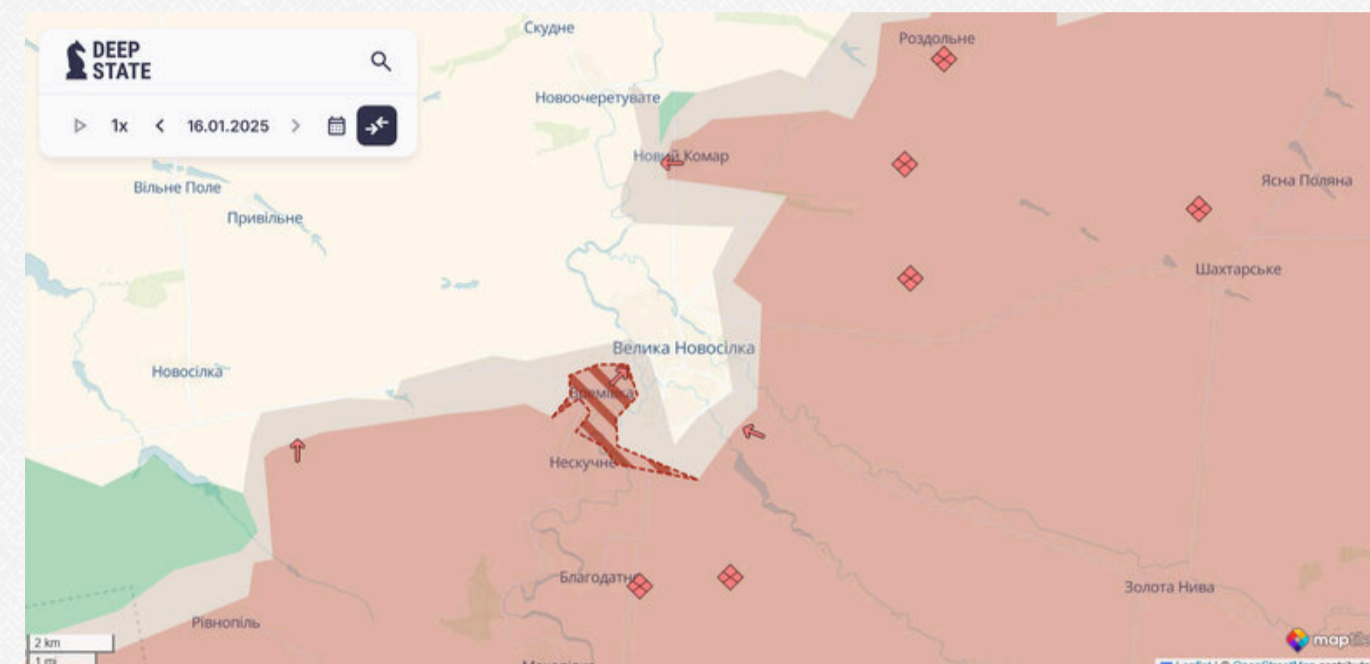 DEEP
STATE
1x
16.01.2025
Скудне
Роздольне
Новоочеретувате
Новий Комар
Вільне Поле
Ясна Поляна
Привільне
Шахтарське
Велика Новосілка
Новосілка
Времівка
Нескучне
Благодатне
Золота Нива
Рівнопіль
2 km
1 mi